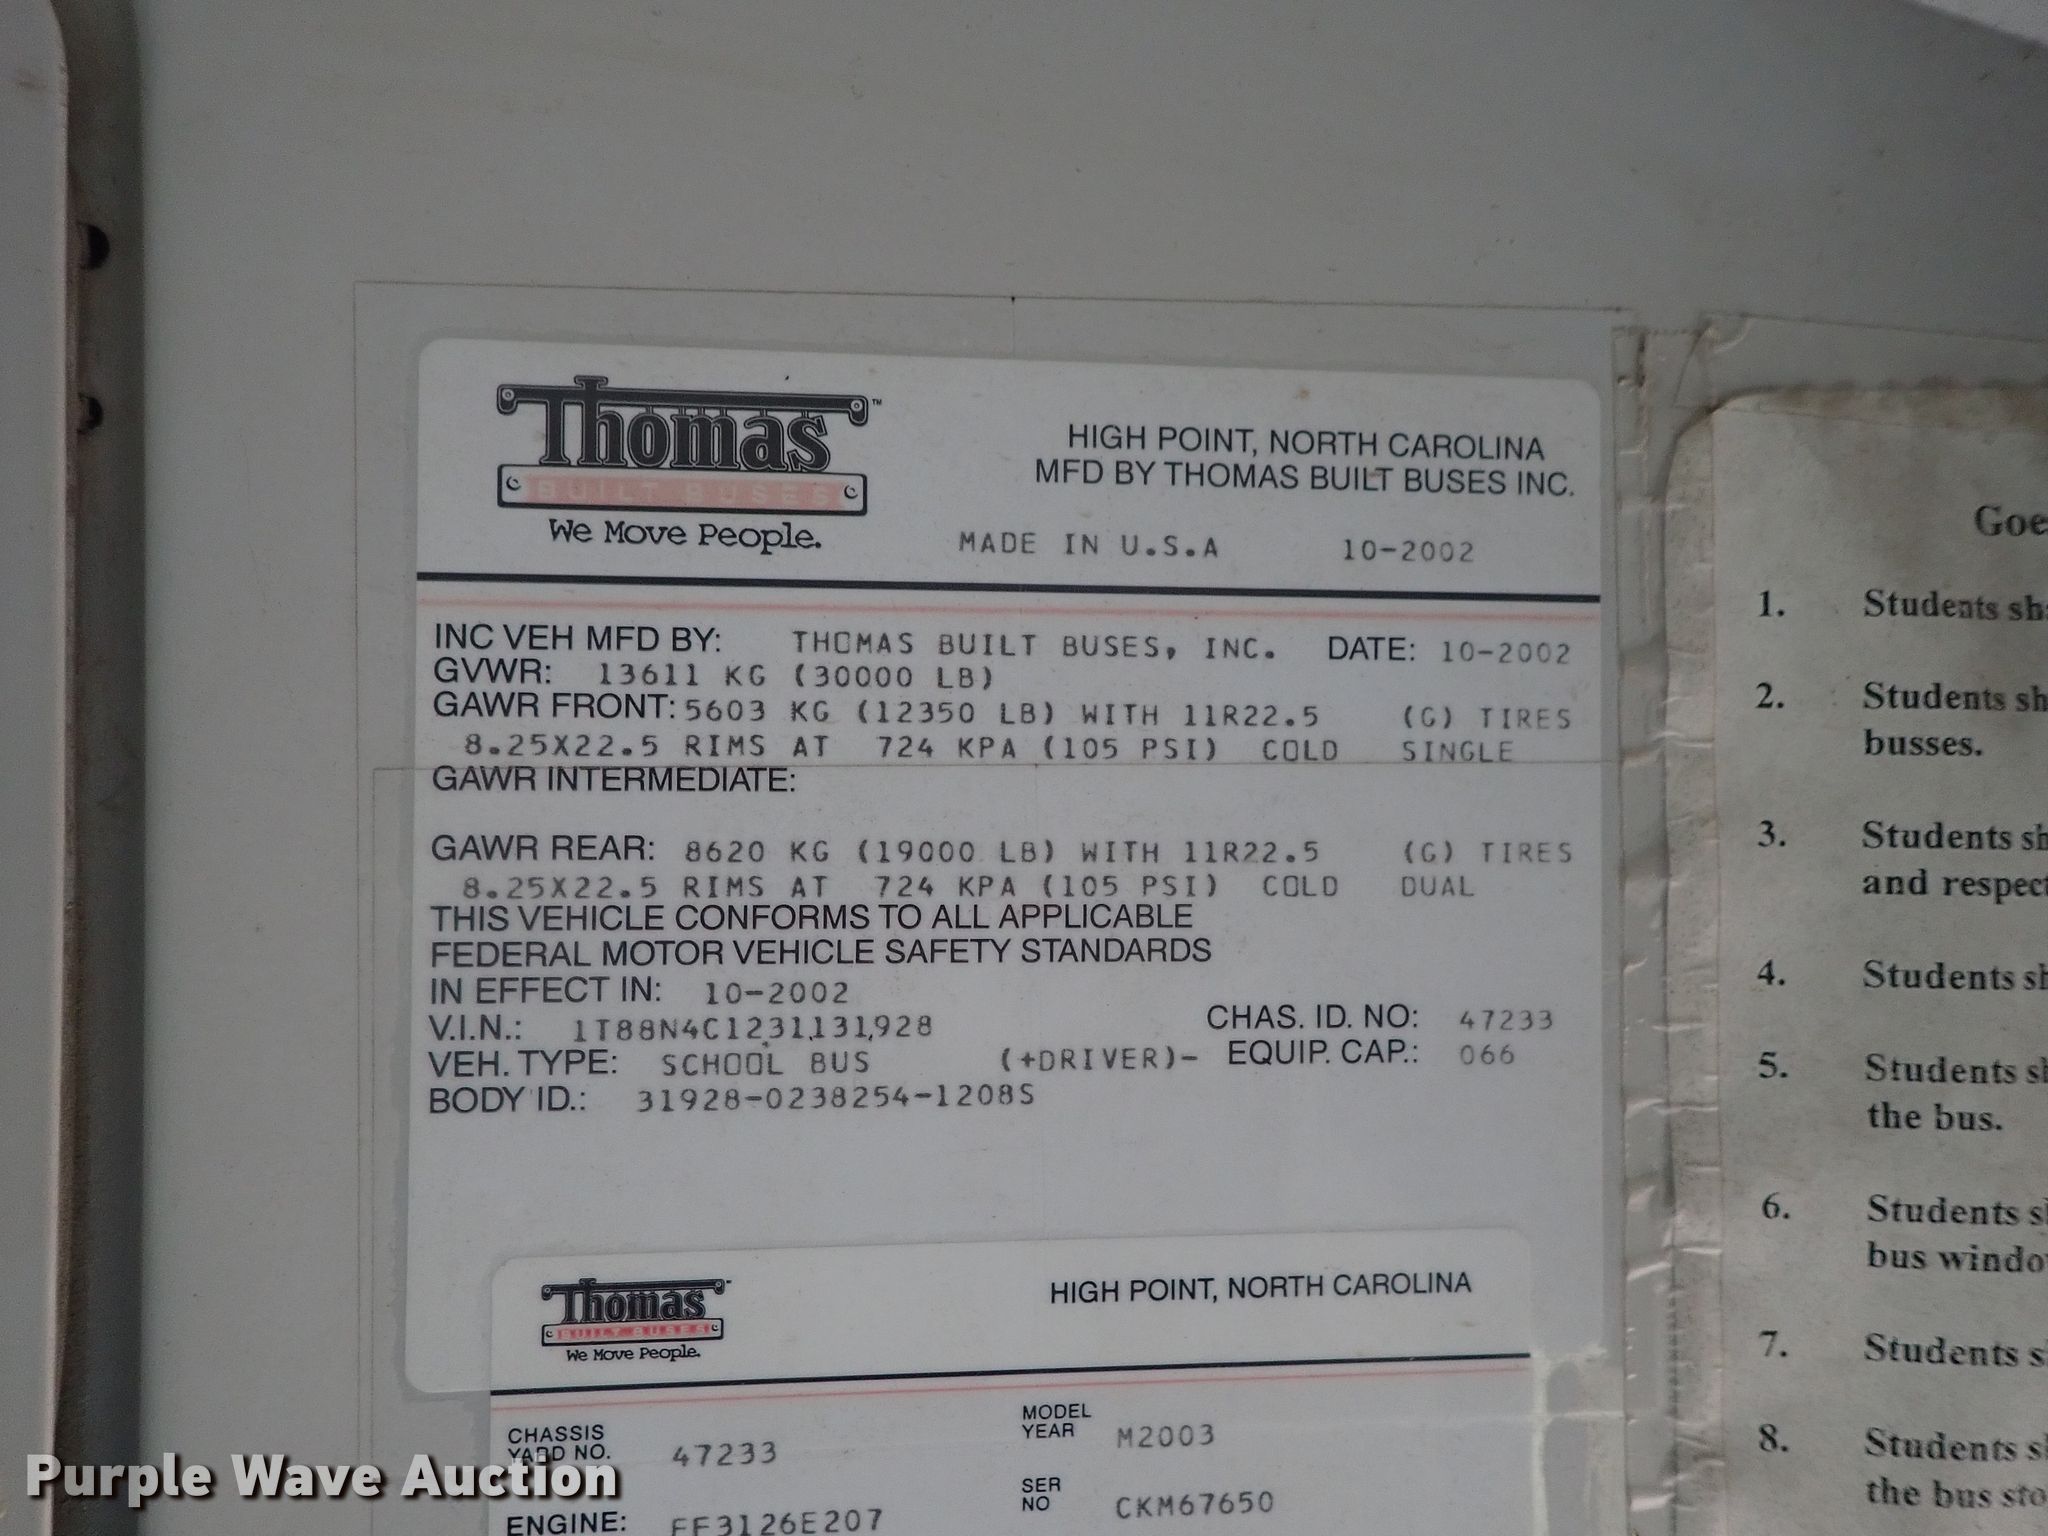 Thomas™
BUILT BUSES
We Move People.
HIGH POINT, NORTH CAROLINA
MFD BY THOMAS BUILT BUSES INC.
MADE IN U.S.A 10-2002
INC VEH MFD BY: THOMAS BUILT BUSES, INC. DATE: 10-2002
GVWR: 13611 KG (30000 LB)
GAWR FRONT: 5603 KG (12350 LB) WITH 11R22.5 (G) TIRES
8.25X22.5 RIMS AT 724 KPA (105 PSI) COLD SINGLE
GAWR INTERMEDIATE:
GAWR REAR: 8620 KG (19000 LB) WITH 11R22.5 (G) TIRES
8.25X22.5 RIMS AT 724 KPA (105 PSI) COLD DUAL
THIS VEHICLE CONFORMS TO ALL APPLICABLE
FEDERAL MOTOR VEHICLE SAFETY STANDARDS
IN EFFECT IN: 10-2002
V.I.N.: 1T88N4C1231131928 CHAS. ID. NO: 47233
VEH. TYPE: SCHOOL BUS (+DRIVER)- EQUIP. CAP.: 066
BODY ID.: 31928-0238254-1208S
Thomas
BUILT BUSES
We Move People.
HIGH POINT, NORTH CAROLINA
CHASSIS
YARD NO. 47233
MODEL
YEAR M2003
ENGINE: FF3126E207
SER
NO CKM67650
Goe
1. Students sh
2. Students sh
busses.
3. Students sh
and respect
4. Students sh
5. Students sh
the bus.
6. Students sh
bus windo
7. Students s
8. Students s
the bus sto
Purple Wave Auction